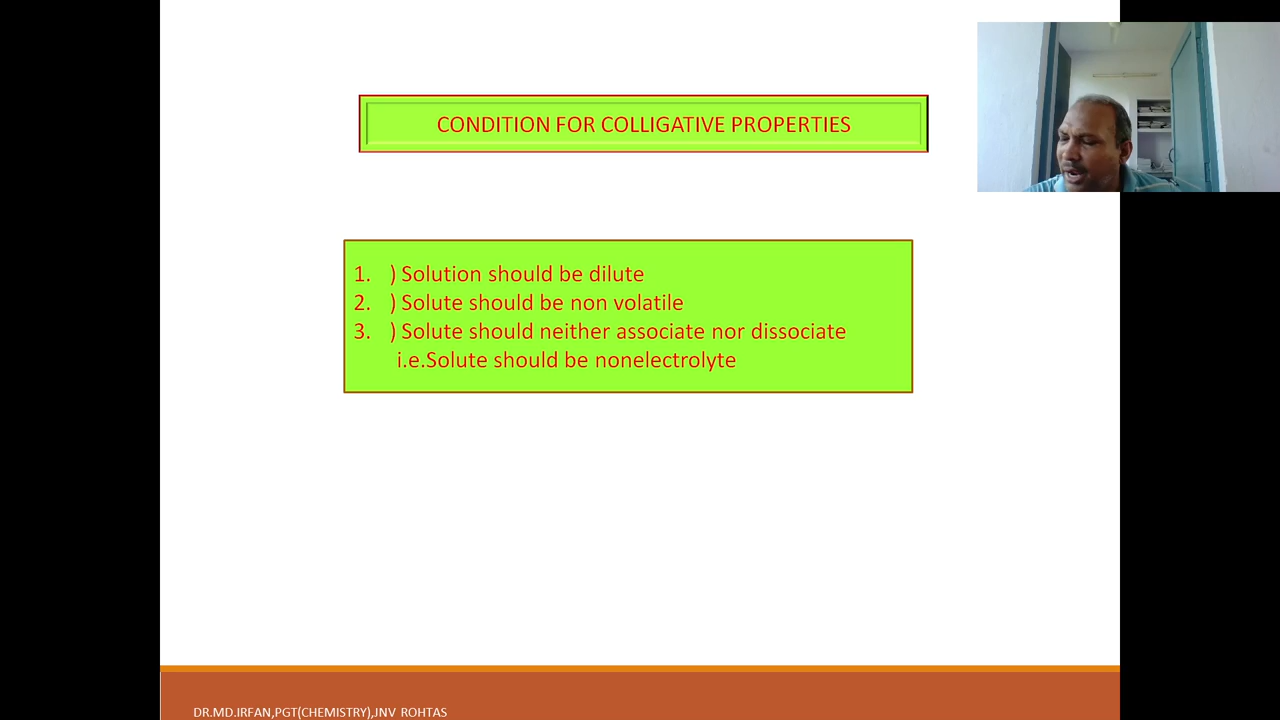 CONDITION FOR COLLIGATIVE PROPERTIES
1. ) Solution should be dilute
2. ) Solute should be non volatile
3. ) Solute should neither associate nor dissociate
i.e.Solute should be nonelectrolyte
DR.MD.IRFAN,PGT(CHEMISTRY),JNV ROHTAS